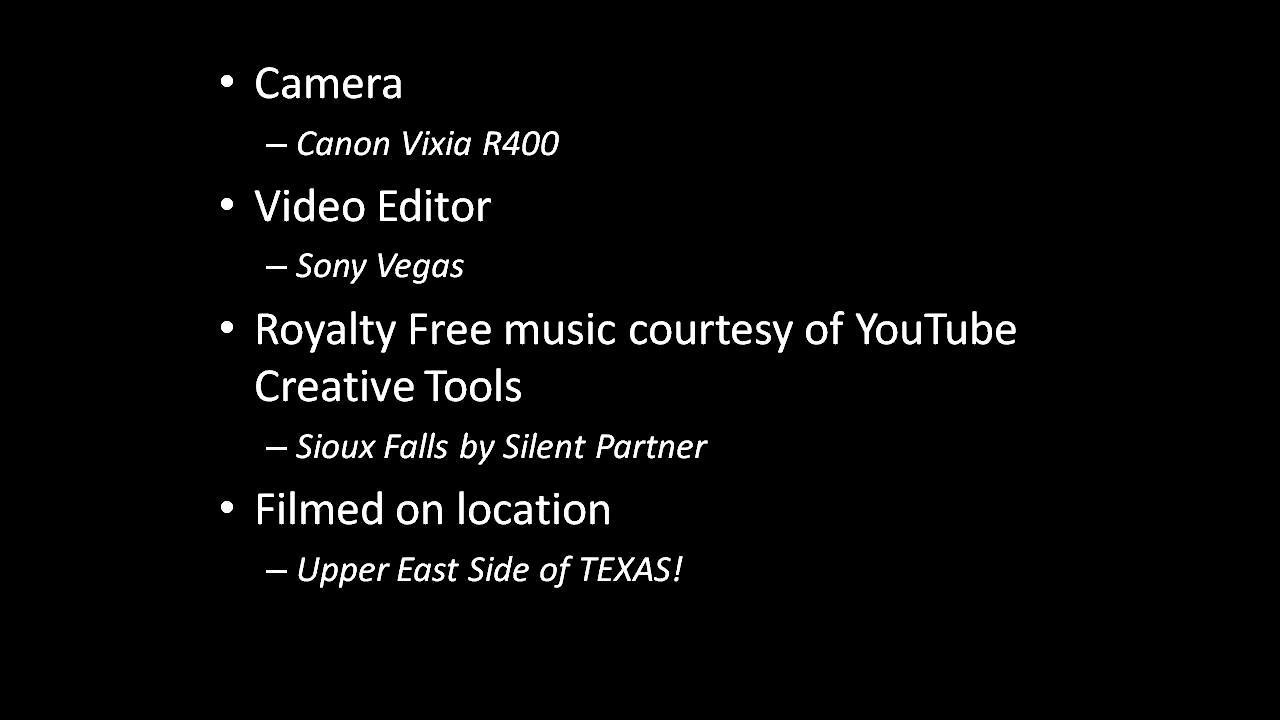 • Camera
– Canon Vixia R400
• Video Editor
– Sony Vegas
• Royalty Free music courtesy of YouTube
Creative Tools
– Sioux Falls by Silent Partner
• Filmed on location
– Upper East Side of TEXAS!